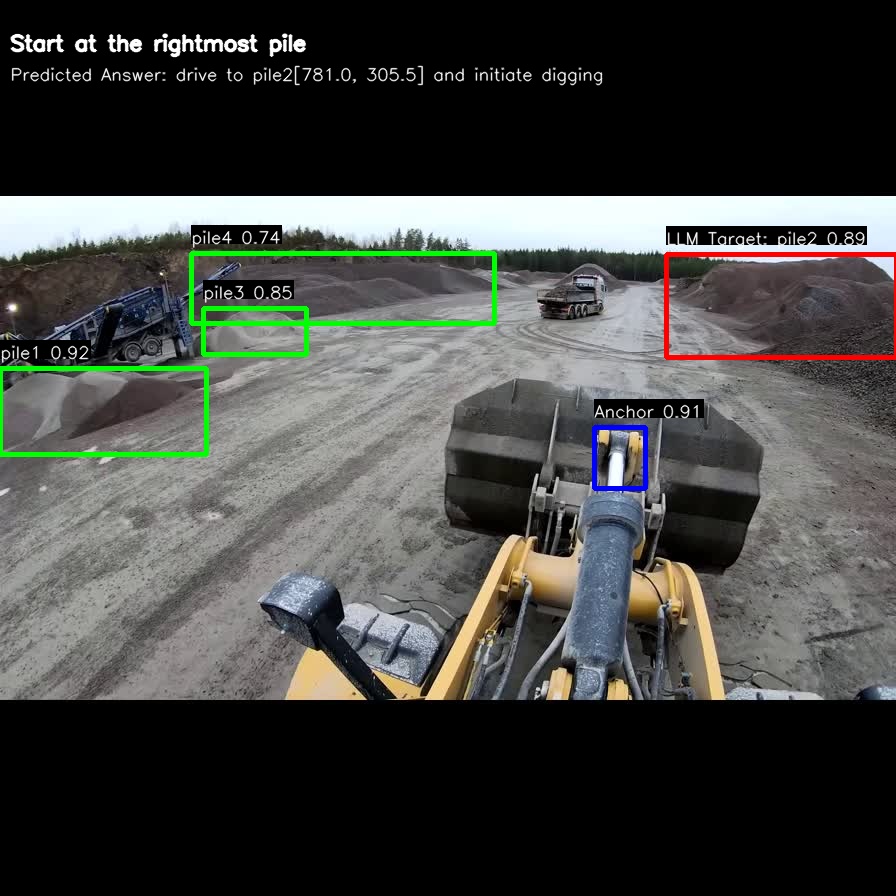 Start at the rightmost pile
Predicted Answer: drive to pile2[781.0, 305.5] and initiate digging
pile4 0.74
LLM Target: pile2 0.89
pile3 0.85
pile1 0.92
Anchor 0.91